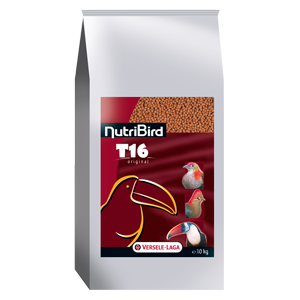 NutriBird
T16
original
VERSELE-LAGA
℮ 10 kg